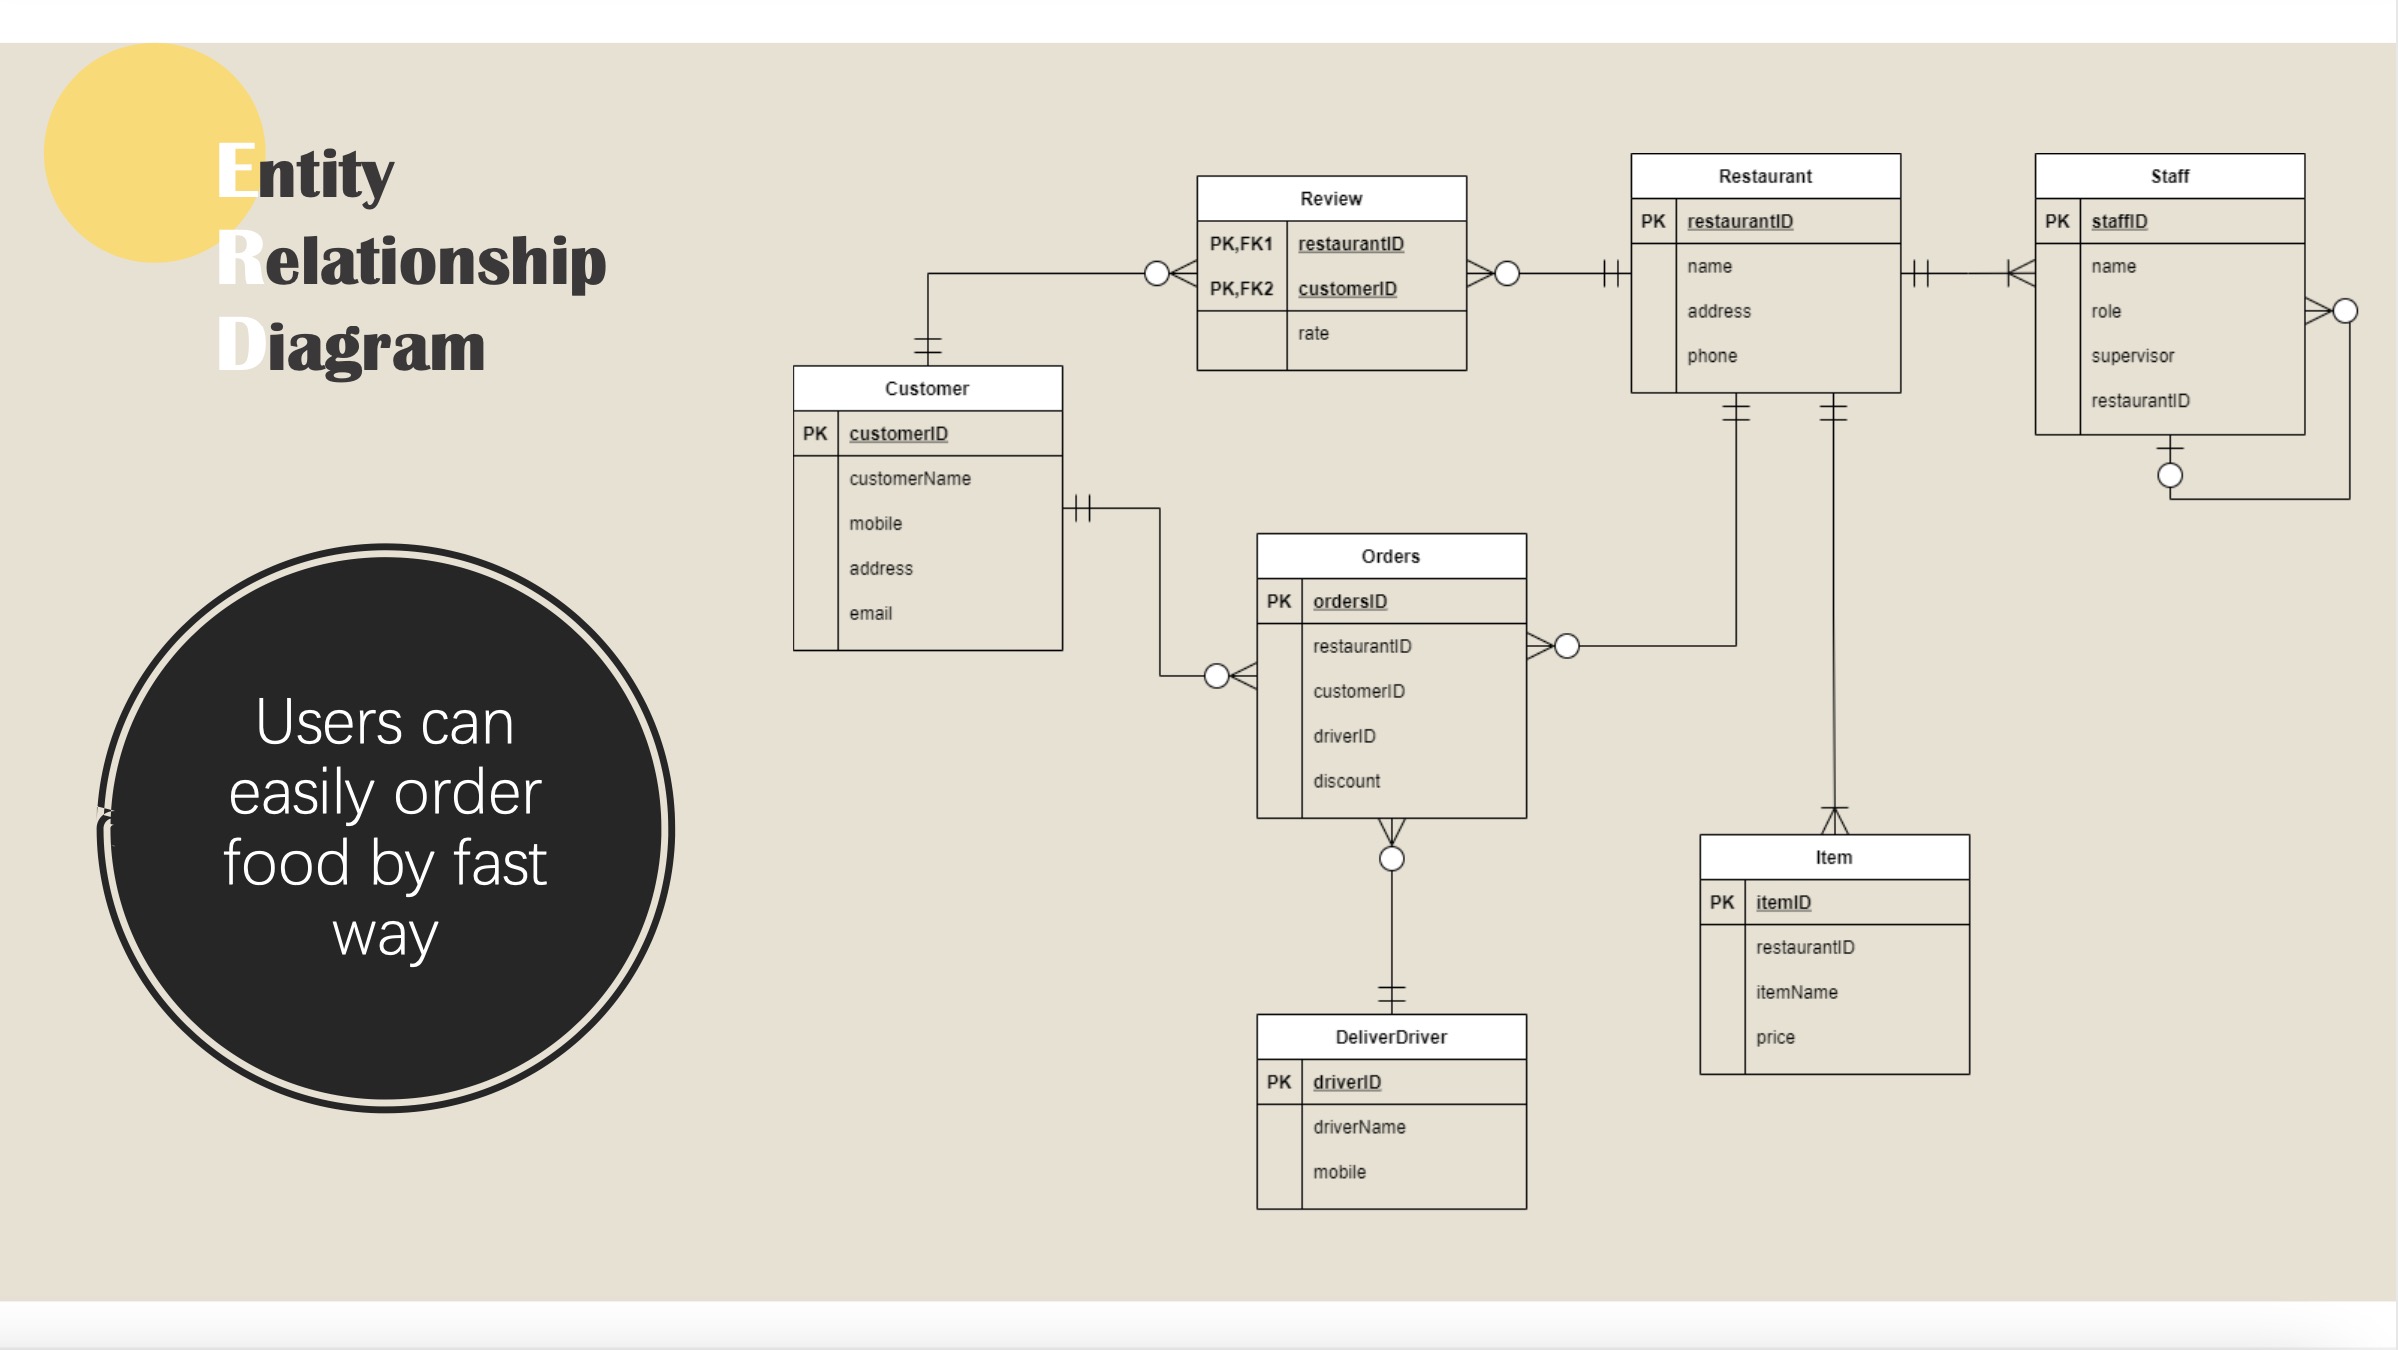 Entity
Relationship
Diagram
Users can
easily order
food by fast
way
Review
PK,FK1 restaurantID
PK,FK2 customerID
rate
Restaurant
PK restaurantID
name
address
phone
Staff
PK staffID
name
role
supervisor
restaurantID
Customer
PK customerID
customerName
mobile
address
email
Orders
PK ordersID
restaurantID
customerID
driverID
discount
Item
PK itemID
restaurantID
itemName
price
DeliverDriver
PK driverID
driverName
mobile